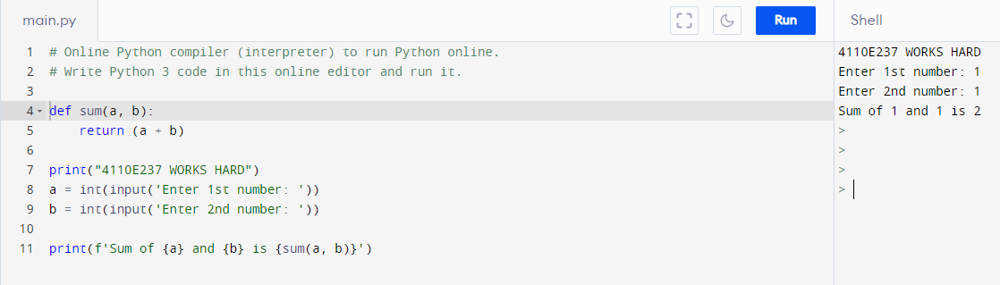 main.py
Run
Shell
1 # Online Python compiler (interpreter) to run Python online.
2 # Write Python 3 code in this online editor and run it.
3
4 def sum(a, b):
5     return (a + b)
6
7 print("4110E237 WORKS HARD")
8 a = int(input('Enter 1st number: '))
9 b = int(input('Enter 2nd number: '))
10
11 print(f'Sum of {a} and {b} is {sum(a, b)}')
4110E237 WORKS HARD
Enter 1st number: 1
Enter 2nd number: 1
Sum of 1 and 1 is 2
>
>
>
>